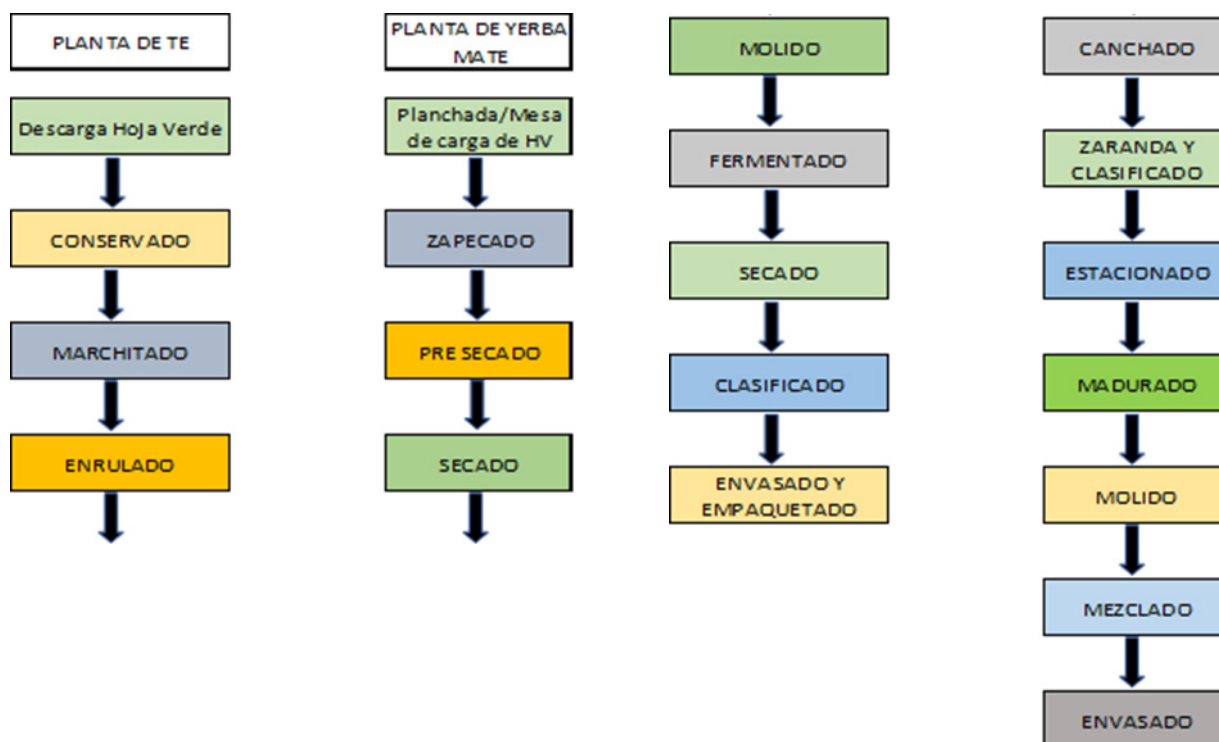 PLANTA DE TE
Descarga Hoja Verde
CONSERVADO
MARCHITADO
ENRULADO
PLANTA DE YERBA
MATE
Planchada/Mesa
de carga de HV
ZAPECADO
PRE SECADO
SECADO
MOLIDO
FERMENTADO
SECADO
CLASIFICADO
ENVASADO Y
EMPAQUETADO
CANCHADO
ZARANDA Y
CLASIFICADO
ESTACIONADO
MADURADO
MOLIDO
MEZCLADO
ENVASADO